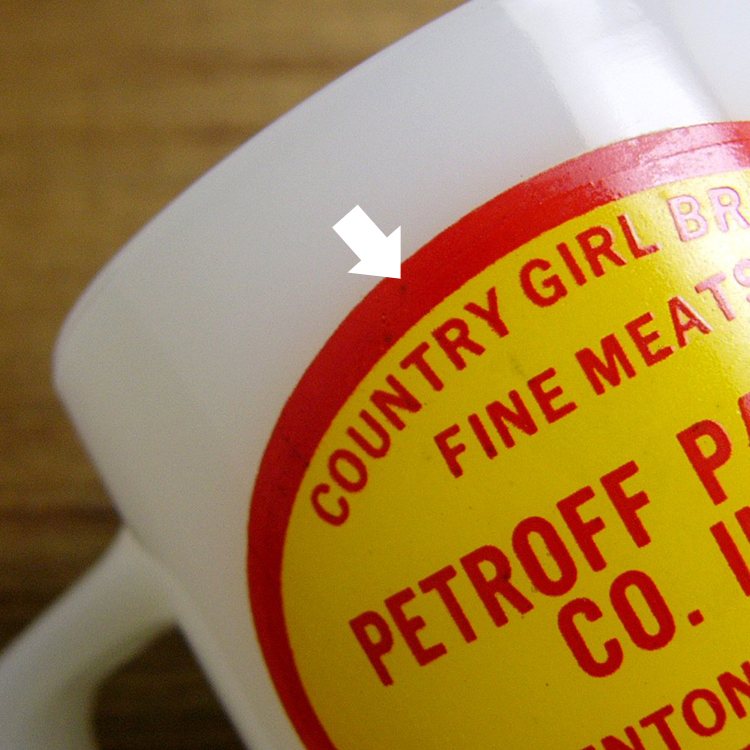 COUNTRY GIRL
FINE MEATS
PETROFF
CO.